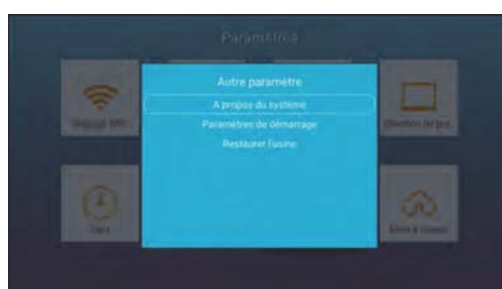 Paramètres
Autre paramètre
A propos du système
Paramètres de démarrage
Restaurer l'usine